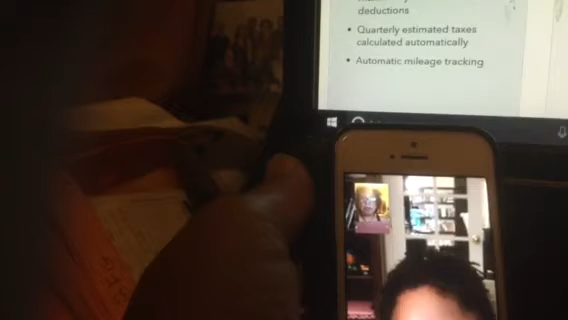 deductions
• Quarterly estimated taxes
calculated automatically
• Automatic mileage tracking